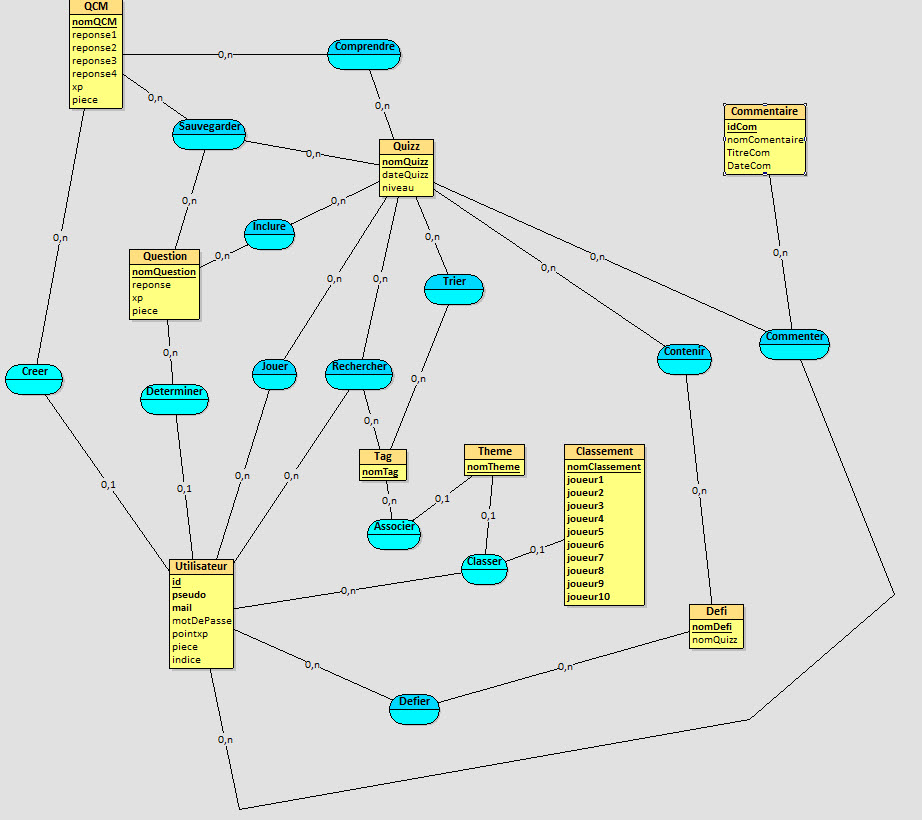 QCM
nomQCM
reponse1
reponse2
reponse3
reponse4
xp
piece
0,n
Comprendre
0,n
0,n
Sauvegarder
0,n
0,n
Quizz
nomQuizz
dateQuizz
niveau
Commentaire
idCom
nomComentaire
TitreCom
DateCom
0,n
Inclure
0,n
0,n
Question
nomQuestion
reponse
xp
piece
0,n
0,n
0,n
0,n
0,n
0,n
0,n
Trier
0,n
Creer
Determiner
Jouer
Rechercher
Contenir
Commenter
0,n
0,n
Tag
nomTag
Theme
nomTheme
Classement
nomClassement
joueur1
joueur2
joueur3
joueur4
joueur5
joueur6
joueur7
joueur8
joueur9
joueur10
0,1
0,1
0,n
0,n
0,n
0,1
0,1
0,n
Associer
Classer
0,1
Utilisateur
id
pseudo
mail
motDePasse
pointxp
piece
indice
0,n
Defi
nomDefi
nomQuizz
0,n
0,n
Defier
0,n